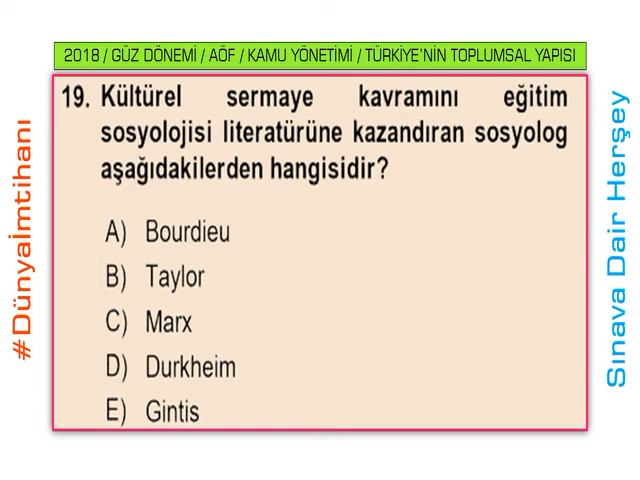 2018 / GÜZ DÖNEMİ / AÖF / KAMU YÖNETİMİ / TÜRKİYE'NİN TOPLUMSAL YAPISI
#Dünyaİmtihanı
19. Kültürel sermaye kavramını eğitim
sosyolojisi literatürüne kazandıran sosyolog
aşağıdakilerden hangisidir?
A) Bourdieu
B) Taylor
C) Marx
D) Durkheim
E) Gintis
Sınava Dair Herşey